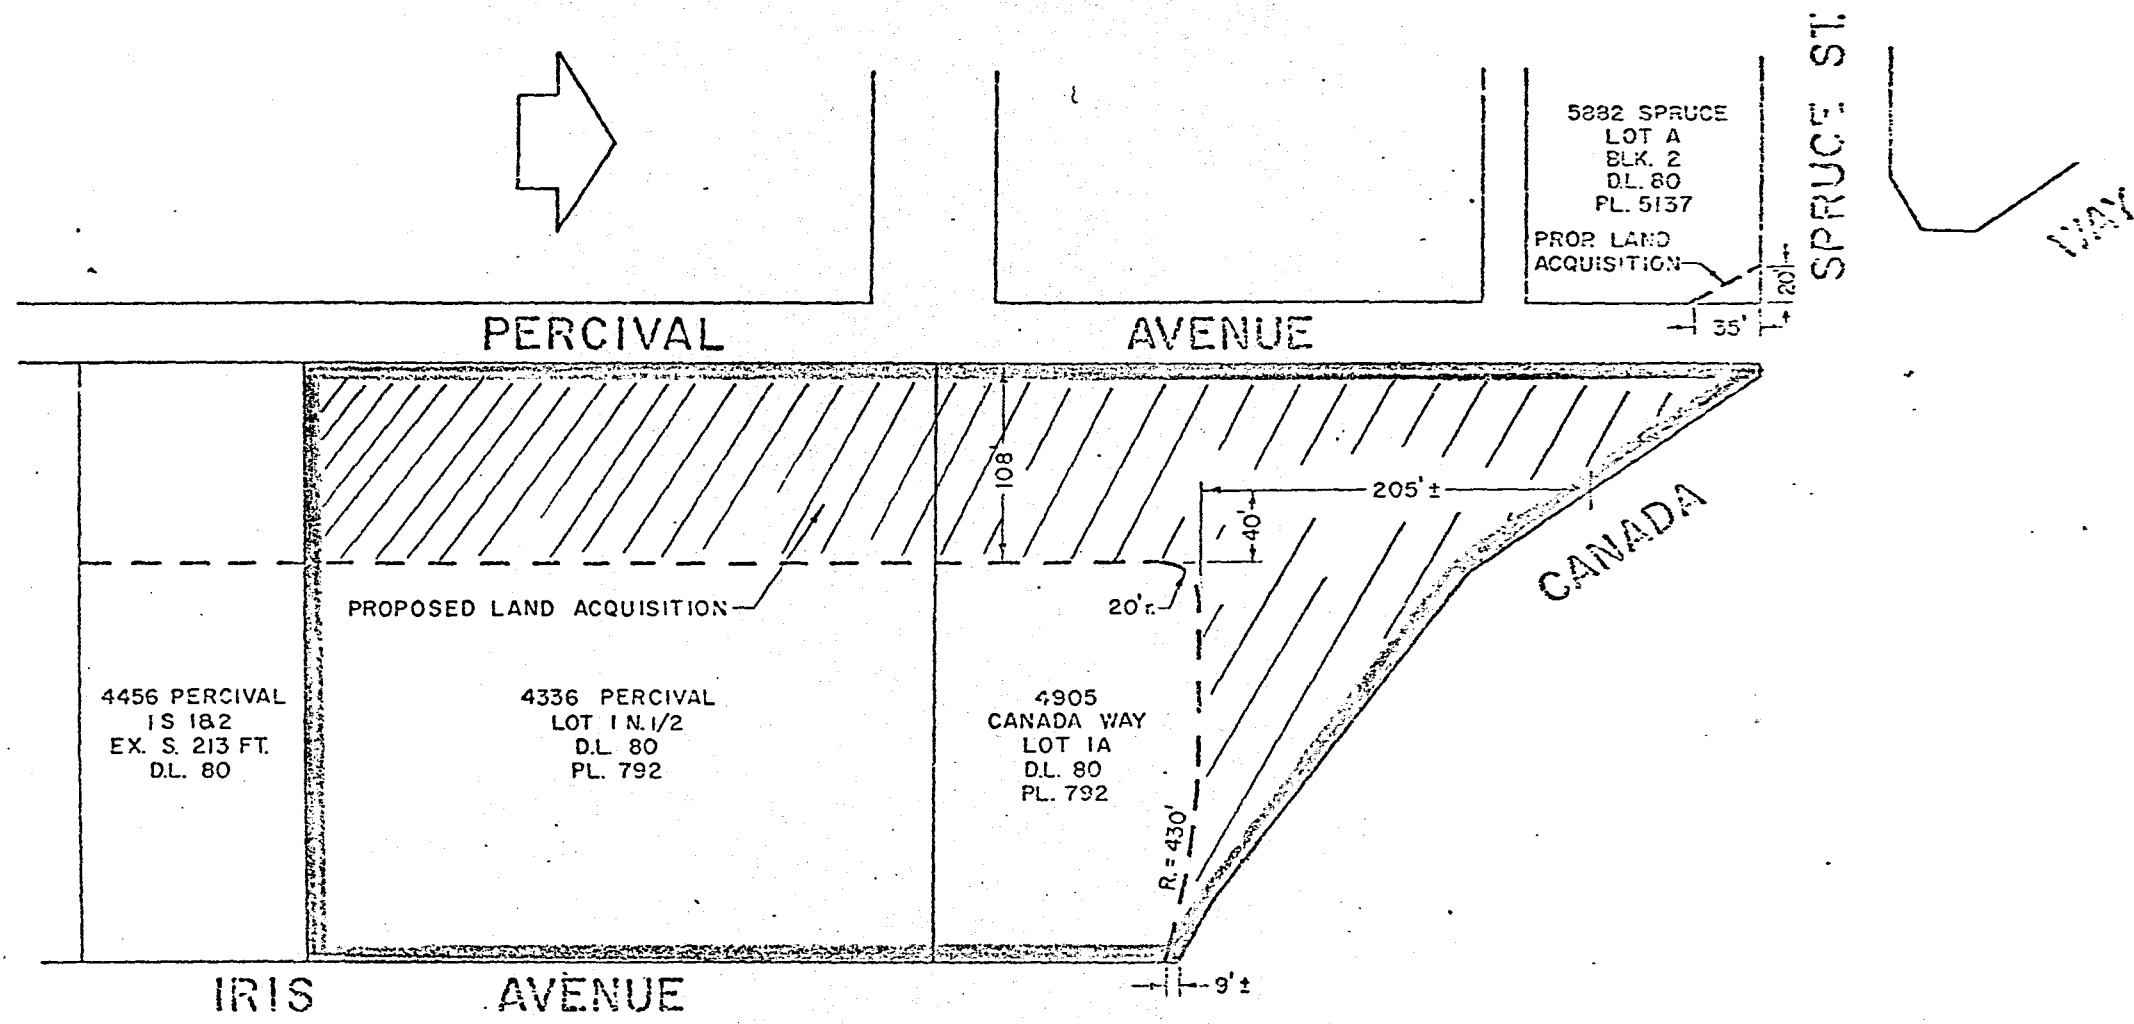 SPRUCE ST.
5882 SPRUCE
LOT A
BLK. 2
D.L. 80
PL. 5137
PROP. LAND
ACQUISITION
20'
35'
WAY
PERCIVAL AVENUE
108'
205' ±
40'
CANADA
PROPOSED LAND ACQUISITION
20' r.
4456 PERCIVAL
1 S 1&2
EX. S. 213 FT.
D.L. 80
4336 PERCIVAL
LOT 1 N. 1/2
D.L. 80
PL. 792
4905
CANADA WAY
LOT 1A
D.L. 80
PL. 792
R. = 430'
9' ±
IRIS AVENUE